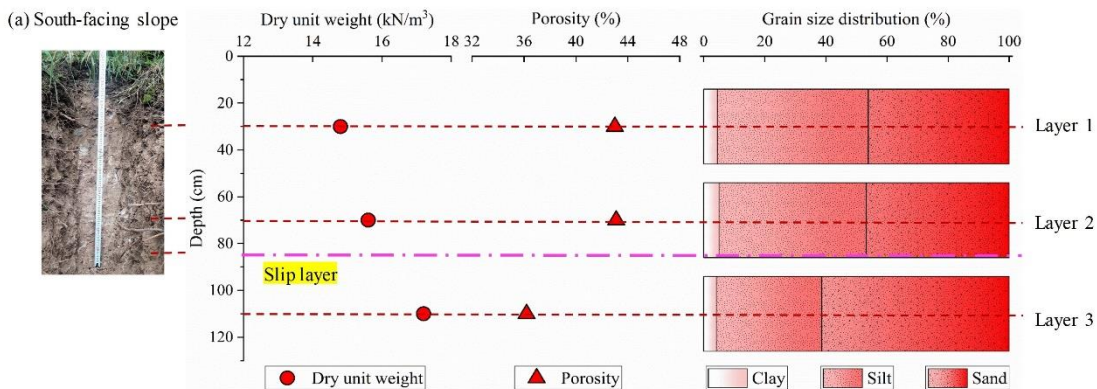 (a) South-facing slope
Dry unit weight (kN/m³)
Porosity (%)
Grain size distribution (%)
12 14 16 18
32 36 40 44 48
0 20 40 60 80 100
Depth (cm)
0
20
40
60
80
100
120
Layer 1
Layer 2
Slip layer
Layer 3
Dry unit weight
Porosity
Clay
Silt
Sand